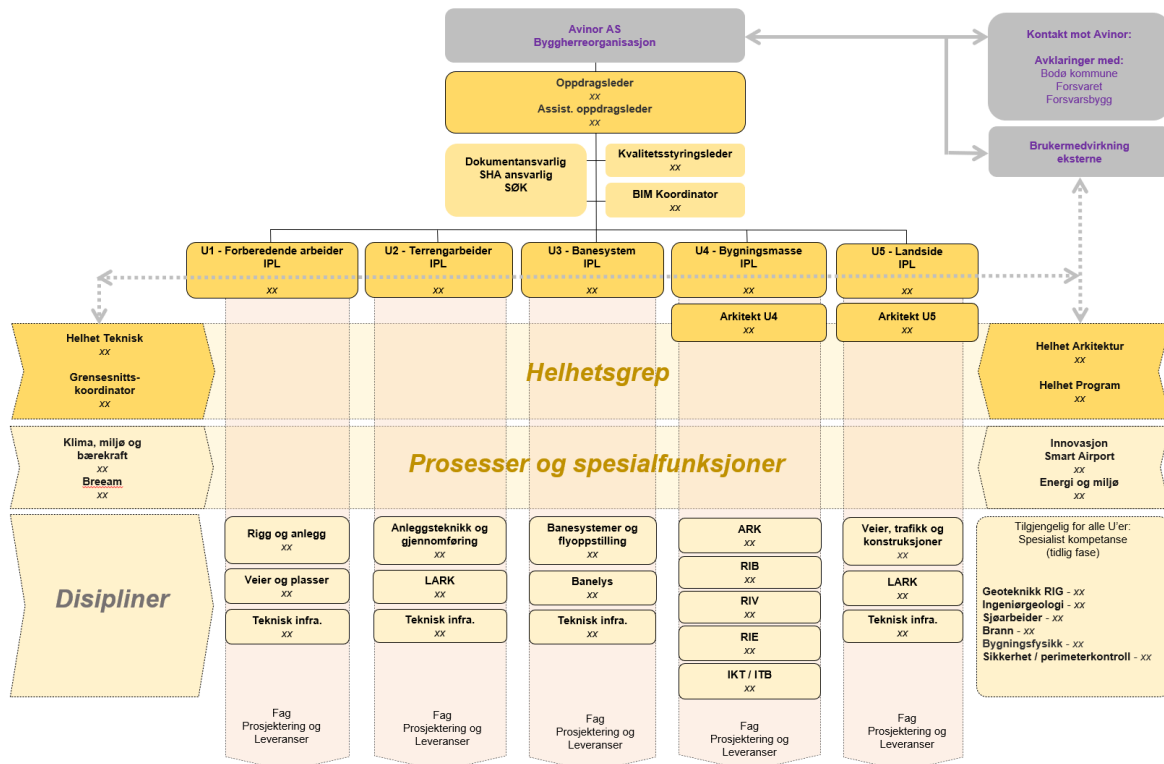 Avinor AS
Byggherreorganisasjon
Kontakt mot Avinor:
Avklaringer med:
Bodø kommune
Forsvaret
Forsvarsbygg
Oppdragsleder
xx
Assist. oppdragsleder
xx
Brukermedvirkning
eksterne
Dokumentansvarlig
SHA ansvarlig
SØK
Kvalitetsstyringsleder
xx
BIM Koordinator
xx
U1 - Forberedende arbeider
IPL
xx
U2 - Terrengarbeider
IPL
xx
U3 - Banesystem
IPL
xx
U4 - Bygningsmasse
IPL
xx
U5 - Landside
IPL
xx
Arkitekt U4
xx
Arkitekt U5
xx
Helhet Teknisk
xx
Grensesnitts-
koordinator
xx
Helhetsgrep
Helhet Arkitektur
xx
Helhet Program
xx
Klima, miljø og
bærekraft
xx
Breeam
xx
Prosesser og spesialfunksjoner
Innovasjon
Smart Airport
xx
Energi og miljø
xx
Disipliner
Rigg og anlegg
xx
Veier og plasser
xx
Teknisk infra.
xx
Anleggsteknikk og
gjennomføring
xx
LARK
xx
Teknisk infra.
xx
Banesystemer og
flyoppstilling
xx
Banelys
xx
Teknisk infra.
xx
ARK
xx
RIB
xx
RIV
xx
RIE
xx
IKT / ITB
xx
Veier, trafikk og
konstruksjoner
xx
LARK
xx
Teknisk infra.
xx
Tilgjengelig for alle U'er:
Spesialist kompetanse
(tidlig fase)
Geoteknikk RIG - xx
Ingeniørgeologi - xx
Sjøarbeider - xx
Brann - xx
Bygningsfysikk - xx
Sikkerhet / perimeterkontroll - xx
Fag
Prosjektering og
Leveranser
Fag
Prosjektering og
Leveranser
Fag
Prosjektering og
Leveranser
Fag
Prosjektering og
Leveranser
Fag
Prosjektering og
Leveranser